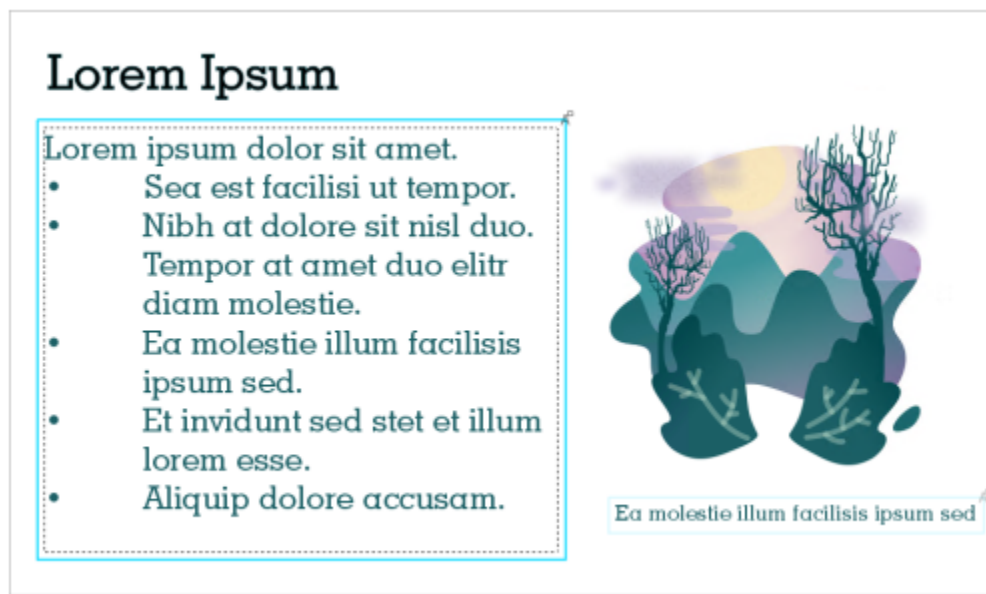 Lorem Ipsum
Lorem ipsum dolor sit amet.
• Sea est facilisi ut tempor.
• Nibh at dolore sit nisl duo.
Tempor at amet duo elitr
diam molestie.
• Ea molestie illum facilisis
ipsum sed.
• Et invidunt sed stet et illum
lorem esse.
• Aliquip dolore accusam.
Ea molestie illum facilisis ipsum sed